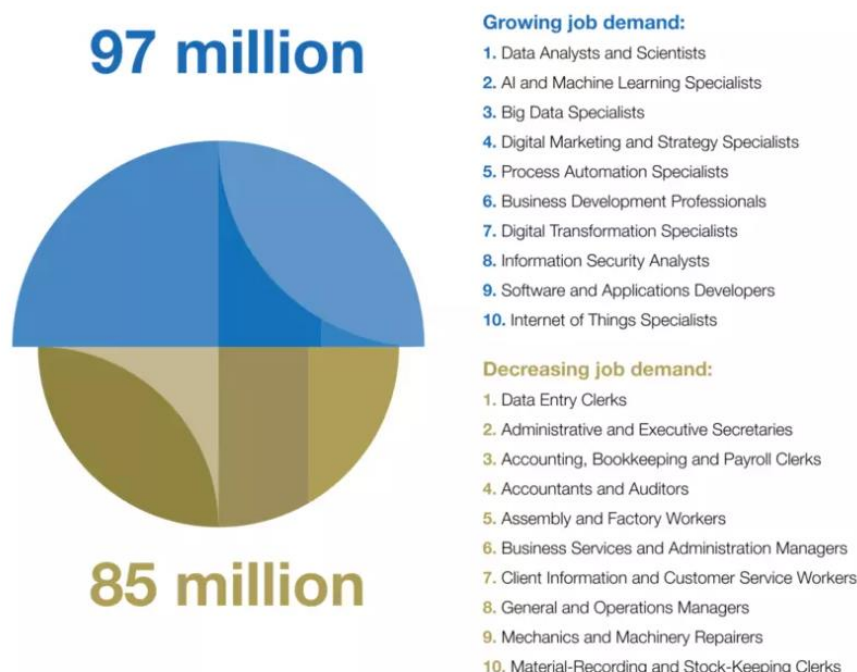 97 million
Growing job demand:
1. Data Analysts and Scientists
2. AI and Machine Learning Specialists
3. Big Data Specialists
4. Digital Marketing and Strategy Specialists
5. Process Automation Specialists
6. Business Development Professionals
7. Digital Transformation Specialists
8. Information Security Analysts
9. Software and Applications Developers
10. Internet of Things Specialists
85 million
Decreasing job demand:
1. Data Entry Clerks
2. Administrative and Executive Secretaries
3. Accounting, Bookkeeping and Payroll Clerks
4. Accountants and Auditors
5. Assembly and Factory Workers
6. Business Services and Administration Managers
7. Client Information and Customer Service Workers
8. General and Operations Managers
9. Mechanics and Machinery Repairers
10. Material-Recording and Stock-Keeping Clerks